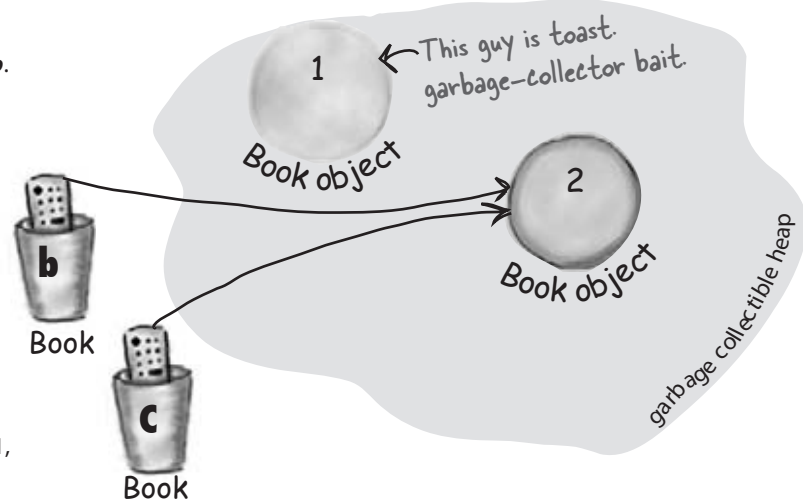 1
This guy is toast.
garbage-collector bait.
Book object
2
Book object
b
Book
c
Book
garbage collectible heap